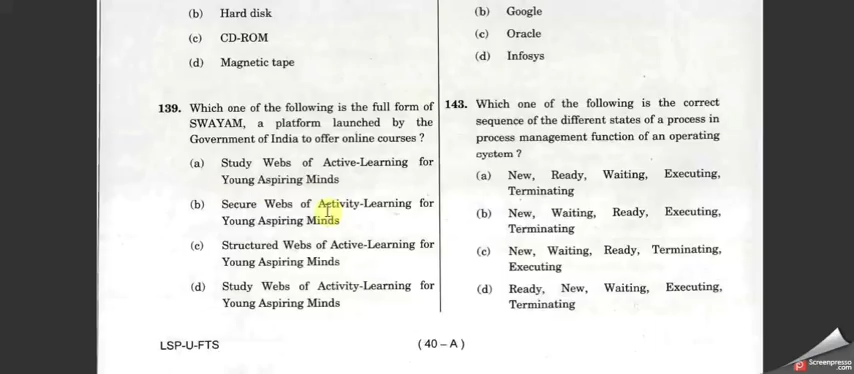 (b) Hard disk
(c) CD-ROM
(d) Magnetic tape
139. Which one of the following is the full form of
SWAYAM, a platform launched by the
Government of India to offer online courses ?
(a) Study Webs of Active-Learning for
Young Aspiring Minds
(b) Secure Webs of Activity-Learning for
Young Aspiring Minds
(c) Structured Webs of Active-Learning for
Young Aspiring Minds
(d) Study Webs of Activity-Learning for
Young Aspiring Minds
(b) Google
(c) Oracle
(d) Infosys
143. Which one of the following is the correct
sequence of the different states of a process in
process management function of an operating
system ?
(a) New, Ready, Waiting, Executing,
Terminating
(b) New, Waiting, Ready, Executing,
Terminating
(c) New, Waiting, Ready, Terminating,
Executing
(d) Ready, New, Waiting, Executing,
Terminating
LSP-U-FTS
( 40 – A )
Screenpresso
.com